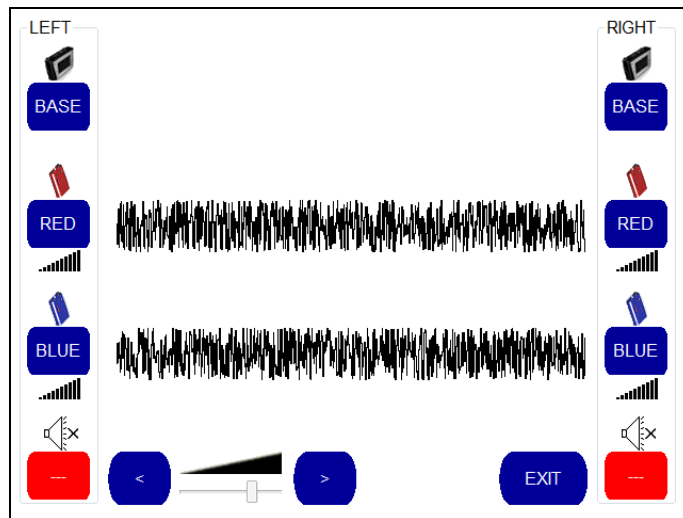 LEFT
RIGHT
BASE
BASE
RED
RED
BLUE
BLUE
---
<
>
EXIT
---